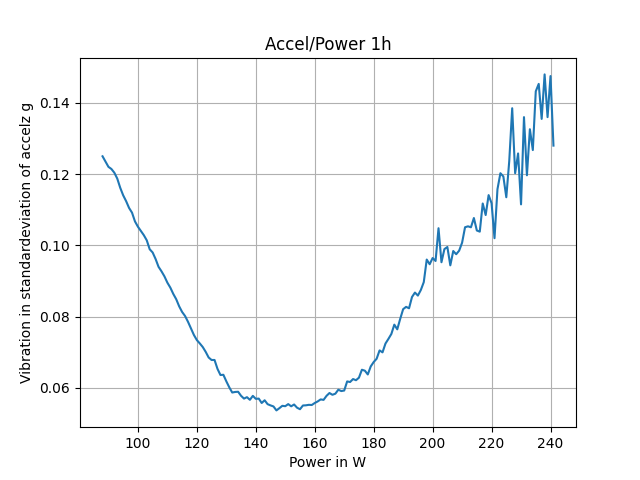 Accel/Power 1h
Vibration in standardeviation of accelz g
0.14
0.12
0.10
0.08
0.06
100 120 140 160 180 200 220 240
Power in W